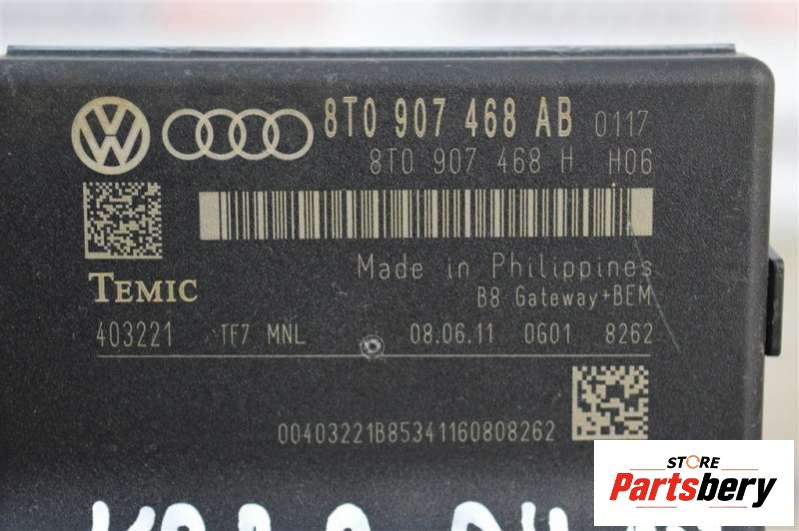 8T0 907 468 AB 0117
8T0 907 468 H H06
TEMIC
Made in Philippines
B8 Gateway+BEM
403221 TF7 MNL 08.06.11 0G01 8262
00403221B85341160808262
STORE
Partsbery